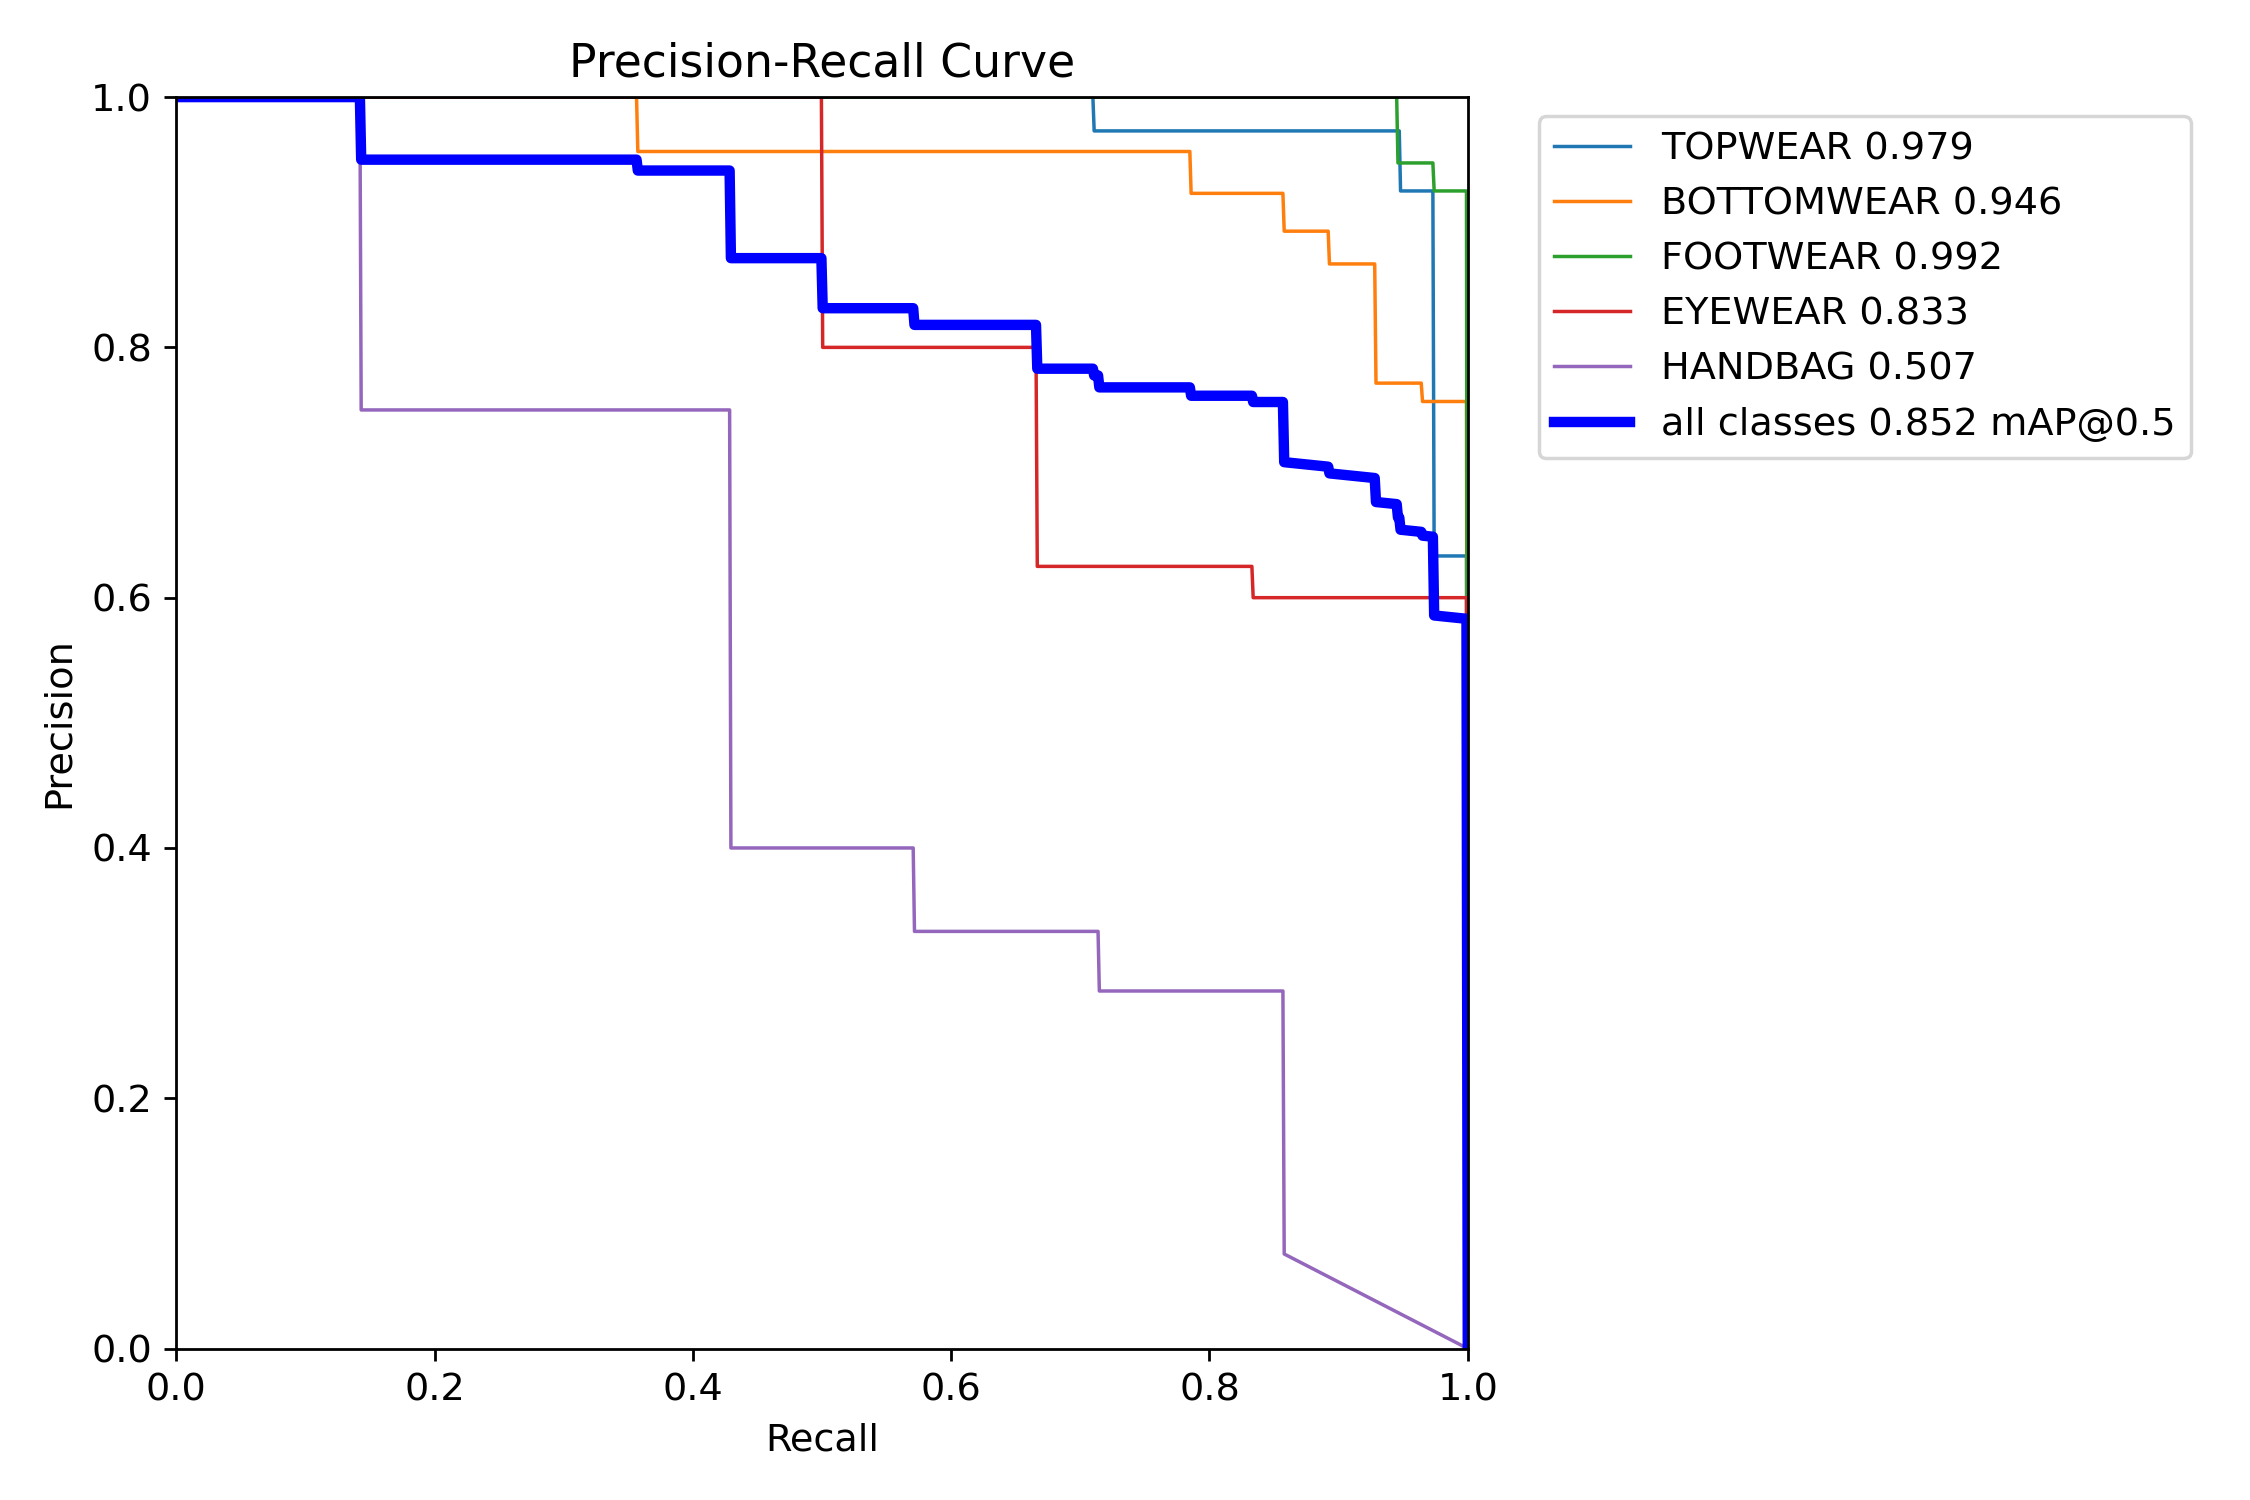 Precision-Recall Curve
1.0
0.8
0.6
0.4
0.2
0.0
Precision
0.0 0.2 0.4 0.6 0.8 1.0
Recall
TOPWEAR 0.979
BOTTOMWEAR 0.946
FOOTWEAR 0.992
EYEWEAR 0.833
HANDBAG 0.507
all classes 0.852 mAP@0.5